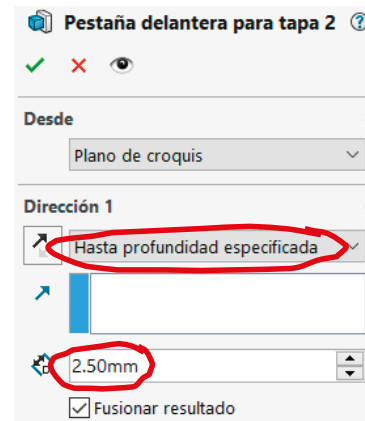 Pestaña delantera para tapa 2
Desde
Plano de croquis
Dirección 1
Hasta profundidad especificada
2.50mm
Fusionar resultado